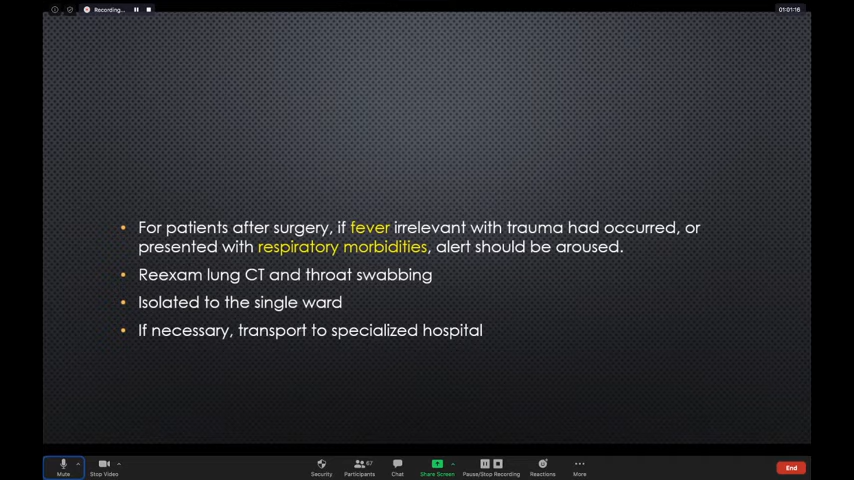 Recording...
01:01:16
• For patients after surgery, if fever irrelevant with trauma had occurred, or
presented with respiratory morbidities, alert should be aroused.
• Reexam lung CT and throat swabbing
• Isolated to the single ward
• If necessary, transport to specialized hospital
Mute
Stop Video
Security
Participants
67
Chat
Share Screen
Pause/Stop Recording
Reactions
More
End